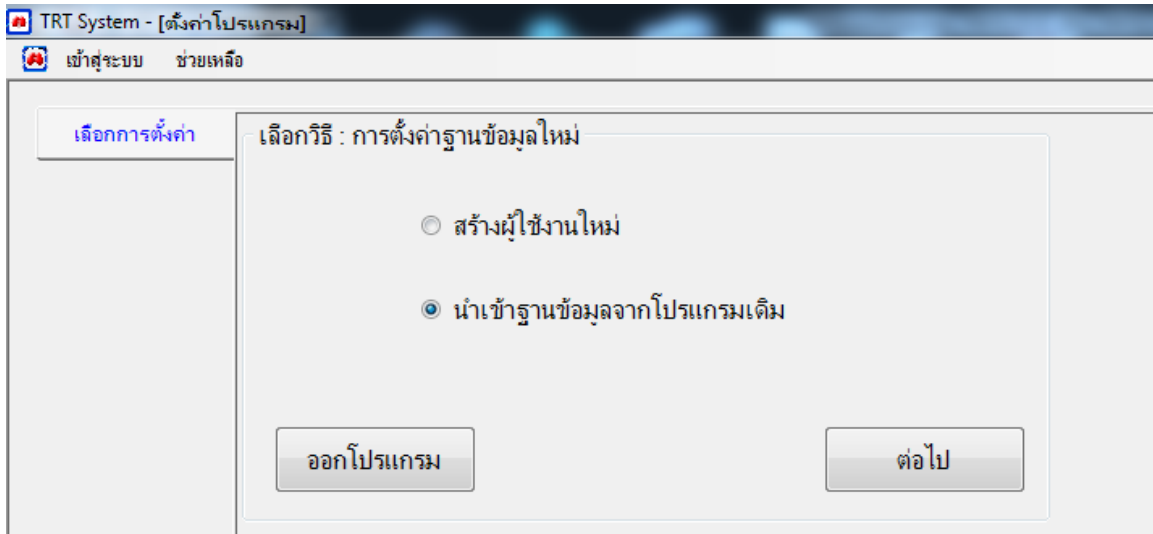 TRT System - [ตั้งค่าโปรแกรม]
เข้าสู่ระบบ ช่วยเหลือ
เลือกการตั้งค่า
เลือกวิธี : การตั้งค่าฐานข้อมูลใหม่
สร้างผู้ใช้งานใหม่
นำเข้าฐานข้อมูลจากโปรแกรมเดิม
ออกโปรแกรม ต่อไป